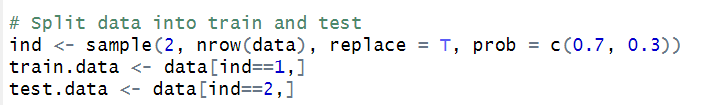 # Split data into train and test
ind <- sample(2, nrow(data), replace = T, prob = c(0.7, 0.3))
train.data <- data[ind==1,]
test.data <- data[ind==2,]